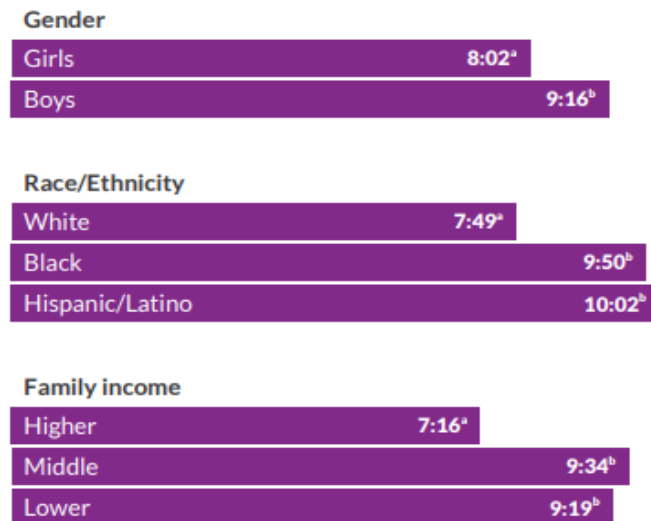 Gender
Girls 8:02ᵃ
Boys 9:16ᵇ
Race/Ethnicity
White 7:49ᵃ
Black 9:50ᵇ
Hispanic/Latino 10:02ᵇ
Family income
Higher 7:16ᵃ
Middle 9:34ᵇ
Lower 9:19ᵇ